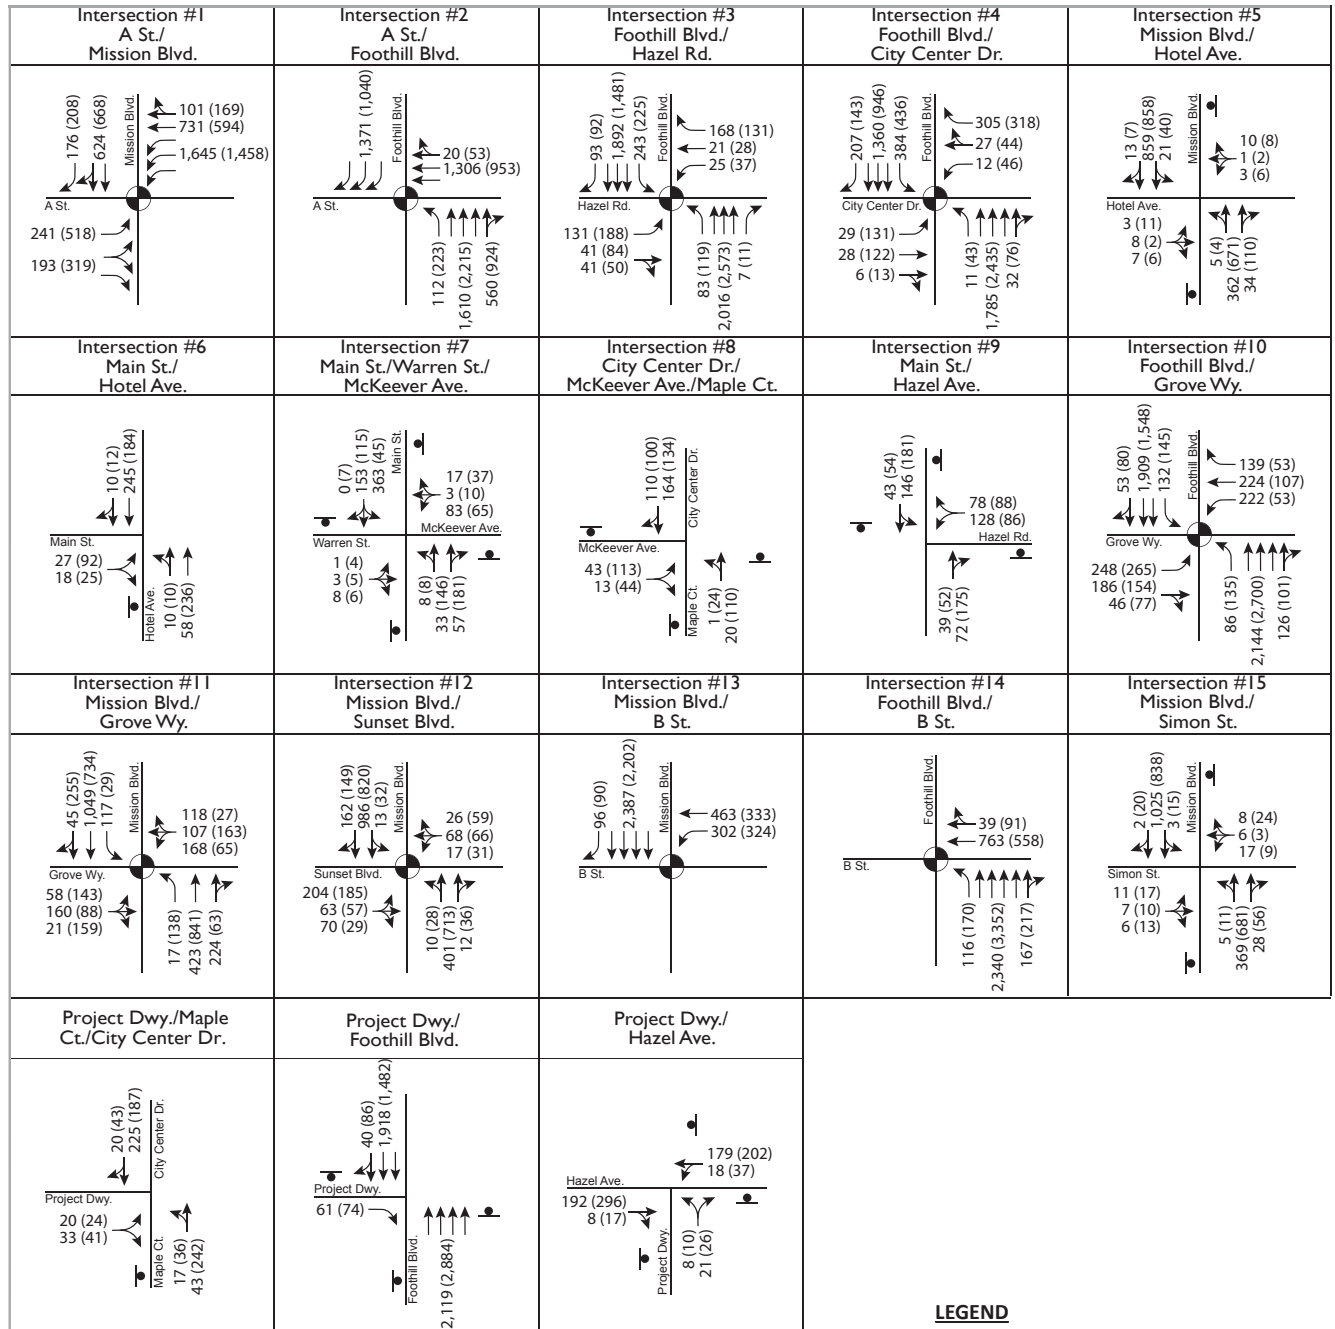 Intersection #1
A St./
Mission Blvd.
176 (208)
624 (668)
Mission Blvd.
101 (169)
731 (594)
1,645 (1,458)
A St.
241 (518)
193 (319)
Intersection #2
A St./
Foothill Blvd.
1,371 (1,040)
Foothill Blvd.
20 (53)
1,306 (953)
A St.
112 (223)
1,610 (2,215)
560 (924)
Intersection #3
Foothill Blvd./
Hazel Rd.
93 (92)
1,892 (1,481)
243 (225)
168 (131)
21 (28)
25 (37)
Hazel Rd.
131 (188)
41 (84)
41 (50)
83 (119)
2,016 (2,573)
7 (11)
Intersection #4
Foothill Blvd./
City Center Dr.
207 (143)
1,360 (946)
384 (436)
Foothill Blvd.
305 (318)
27 (44)
12 (46)
City Center Dr.
29 (131)
28 (122)
6 (13)
11 (43)
1,785 (2,435)
32 (76)
Intersection #5
Mission Blvd./
Hotel Ave.
13 (7)
859 (858)
21 (40)
Mission Blvd.
10 (8)
1 (2)
3 (6)
Hotel Ave.
3 (11)
8 (2)
7 (6)
5 (4)
362 (671)
34 (110)
Intersection #6
Main St./
Hotel Ave.
10 (12)
245 (184)
Main St.
27 (92)
18 (25)
Hotel Ave.
10 (10)
58 (236)
Intersection #7
Main St./Warren St./
McKeever Ave.
0 (7)
153 (115)
363 (45)
Main St.
17 (37)
3 (10)
83 (65)
McKeever Ave.
Warren St.
1 (4)
3 (5)
8 (6)
8 (8)
33 (146)
57 (181)
Intersection #8
City Center Dr./
McKeever Ave./Maple Ct.
110 (100)
164 (134)
City Center Dr.
McKeever Ave.
43 (113)
13 (44)
Maple Ct.
1 (24)
20 (110)
Intersection #9
Main St./
Hazel Ave.
43 (54)
146 (181)
78 (88)
128 (86)
Hazel Rd.
39 (52)
72 (175)
Intersection #10
Foothill Blvd./
Grove Wy.
53 (80)
1,909 (1,548)
132 (145)
Foothill Blvd.
139 (53)
224 (107)
222 (53)
Grove Wy.
248 (265)
186 (154)
46 (77)
86 (135)
2,144 (2,700)
126 (101)
Intersection #11
Mission Blvd./
Grove Wy.
45 (255)
1,049 (734)
117 (29)
Mission Blvd.
118 (27)
107 (163)
168 (65)
Grove Wy.
58 (143)
160 (88)
21 (159)
17 (138)
423 (841)
224 (63)
Intersection #12
Mission Blvd./
Sunset Blvd.
162 (149)
986 (820)
13 (32)
Mission Blvd.
26 (59)
68 (66)
17 (31)
Sunset Blvd.
204 (185)
63 (57)
70 (29)
10 (28)
401 (713)
12 (36)
Intersection #13
Mission Blvd./
B St.
96 (90)
2,387 (2,202)
Mission Blvd.
463 (333)
302 (324)
B St.
Intersection #14
Foothill Blvd./
B St.
Foothill Blvd.
39 (91)
763 (558)
B St.
116 (170)
2,340 (3,352)
167 (217)
Intersection #15
Mission Blvd./
Simon St.
2 (20)
1,025 (838)
3 (15)
Mission Blvd.
8 (24)
6 (3)
17 (9)
Simon St.
11 (17)
7 (10)
6 (13)
5 (11)
369 (681)
28 (56)
Project Dwy./Maple
Ct./City Center Dr.
20 (43)
225 (187)
City Center Dr.
Project Dwy.
20 (24)
33 (41)
Maple Ct.
17 (36)
43 (242)
Project Dwy./
Foothill Blvd.
40 (86)
1,918 (1,482)
Project Dwy.
61 (74)
Foothill Blvd.
2,119 (2,884)
Project Dwy./
Hazel Ave.
179 (202)
18 (37)
Hazel Ave.
192 (296)
8 (17)
Project Dwy.
8 (10)
21 (26)
LEGEND